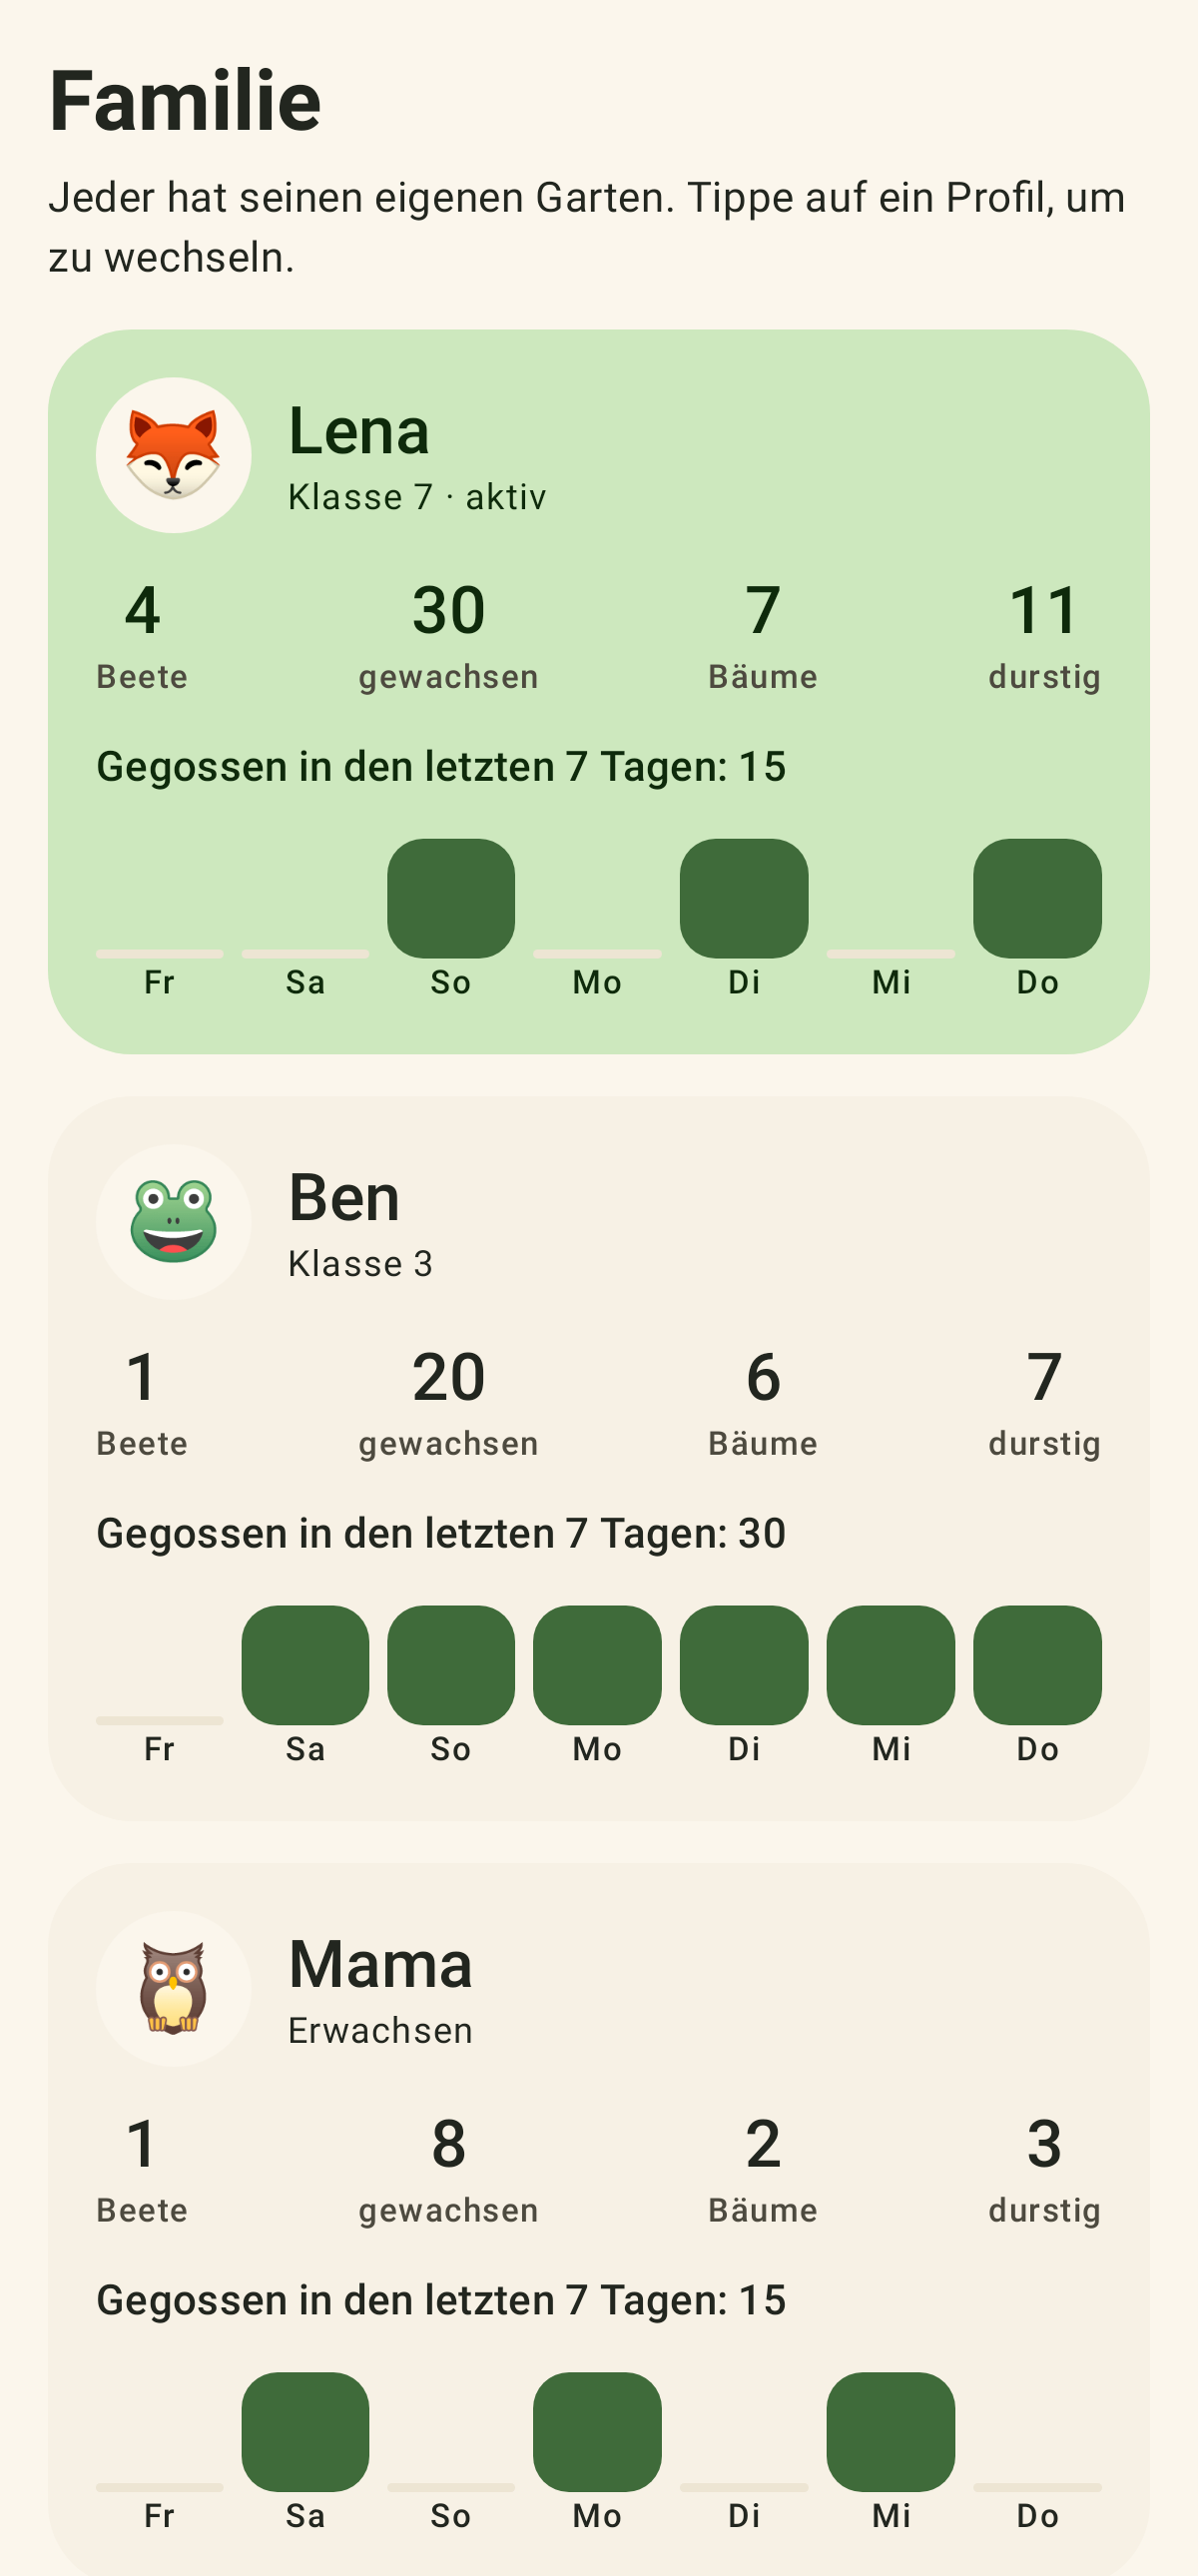 Familie
Jeder hat seinen eigenen Garten. Tippe auf ein Profil, um
zu wechseln.
Lena
Klasse 7 · aktiv
4 30 7 11
Beete gewachsen Bäume durstig
Gegossen in den letzten 7 Tagen: 15
Fr Sa So Mo Di Mi Do
Ben
Klasse 3
1 20 6 7
Beete gewachsen Bäume durstig
Gegossen in den letzten 7 Tagen: 30
Fr Sa So Mo Di Mi Do
Mama
Erwachsen
1 8 2 3
Beete gewachsen Bäume durstig
Gegossen in den letzten 7 Tagen: 15
Fr Sa So Mo Di Mi Do